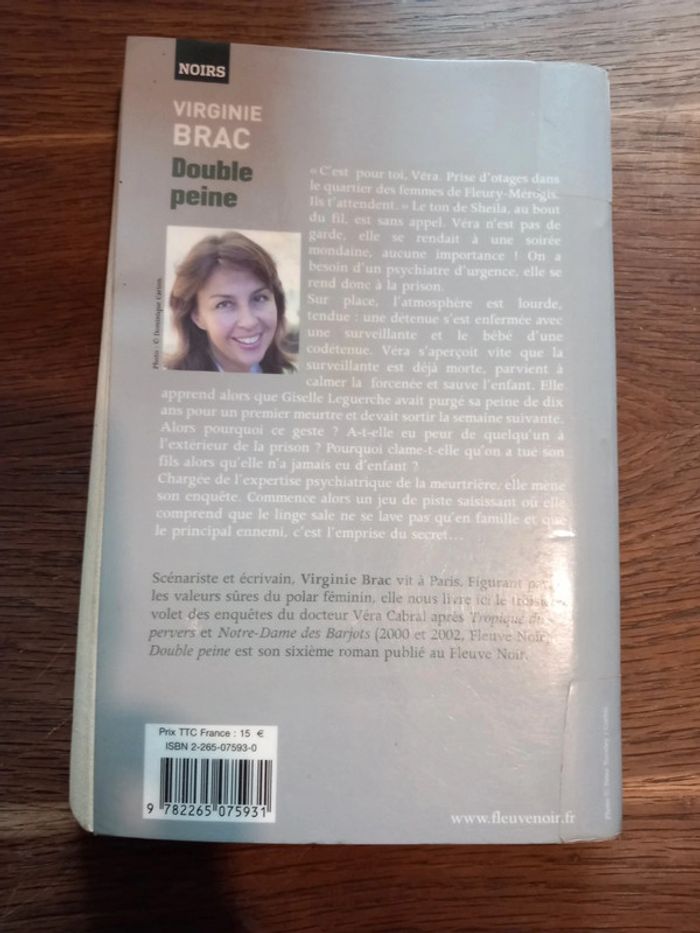 NOIRS
VIRGINIE
BRAC
Double
peine
« C'est pour toi, Véra. Prise d'otages dans
le quartier des femmes de Fleury-Mérogis.
Ils t'attendent. » Le ton de Sheila, au bout
du fil, est sans appel. Véra n'est pas de
garde, elle se rendait à une soirée
mondaine, aucune importance ! On a
besoin d'un psychiatre d'urgence, elle se
rend donc à la prison.
Sur place, l'atmosphère est lourde,
tendue : une détenue s'est enfermée avec
une surveillante et le bébé d'une
codétenue. Véra s'aperçoit vite que la
surveillante est déjà morte, parvient à
calmer la forcenée et sauve l'enfant. Elle
apprend alors que Giselle Leguerche avait purgé sa peine de dix
ans pour un premier meurtre et devait sortir la semaine suivante.
Alors pourquoi ce geste ? A-t-elle eu peur de quelqu'un à
l'extérieur de la prison ? Pourquoi clame-t-elle qu'on a tué son
fils alors qu'elle n'a jamais eu d'enfant ?
Chargée de l'expertise psychiatrique de la meurtrière, elle mène
son enquête. Commence alors un jeu de piste saisissant où elle
comprend que le linge sale ne se lave pas qu'en famille et que
le principal ennemi, c'est l'emprise du secret...
Photo : © Dominique Carton
Scénariste et écrivain, Virginie Brac vit à Paris. Figurant
les valeurs sûres du polar féminin, elle nous livre ici le
volet des enquêtes du docteur Véra Cabral après Tropique du
pervers et Notre-Dame des Barjots (2000 et 2002, Fleuve Noir)
Double peine est son sixième roman publié au Fleuve Noir.
Prix TTC France : 15 €
ISBN 2-265-07593-0
9 782265 075931
www.fleuvenoir.fr